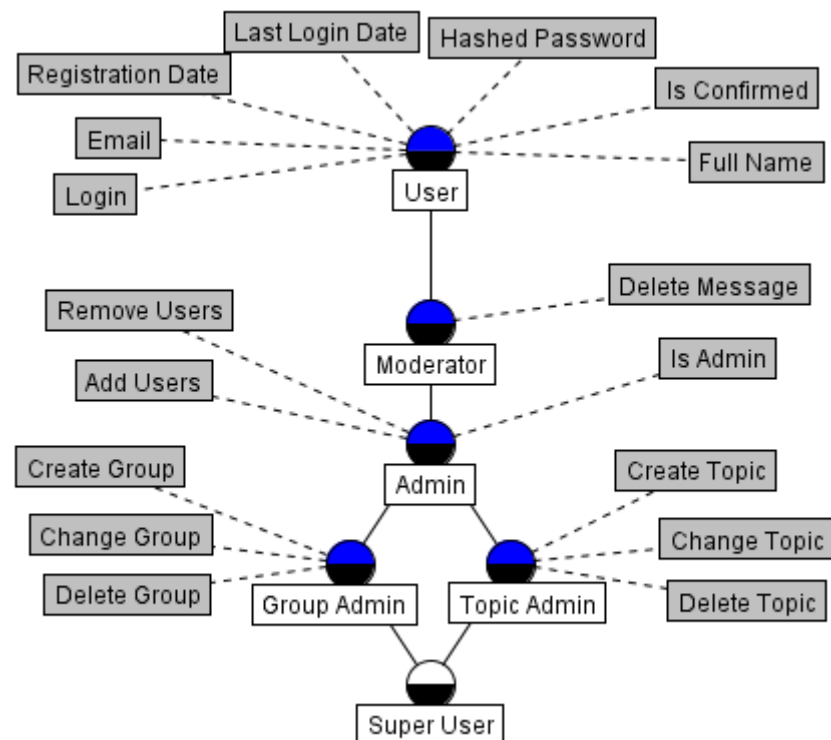 Last Login Date
Hashed Password
Registration Date
Is Confirmed
Email
Full Name
Login
User
Delete Message
Remove Users
Moderator
Is Admin
Add Users
Create Group
Admin
Create Topic
Change Group
Change Topic
Delete Group
Group Admin
Topic Admin
Delete Topic
Super User